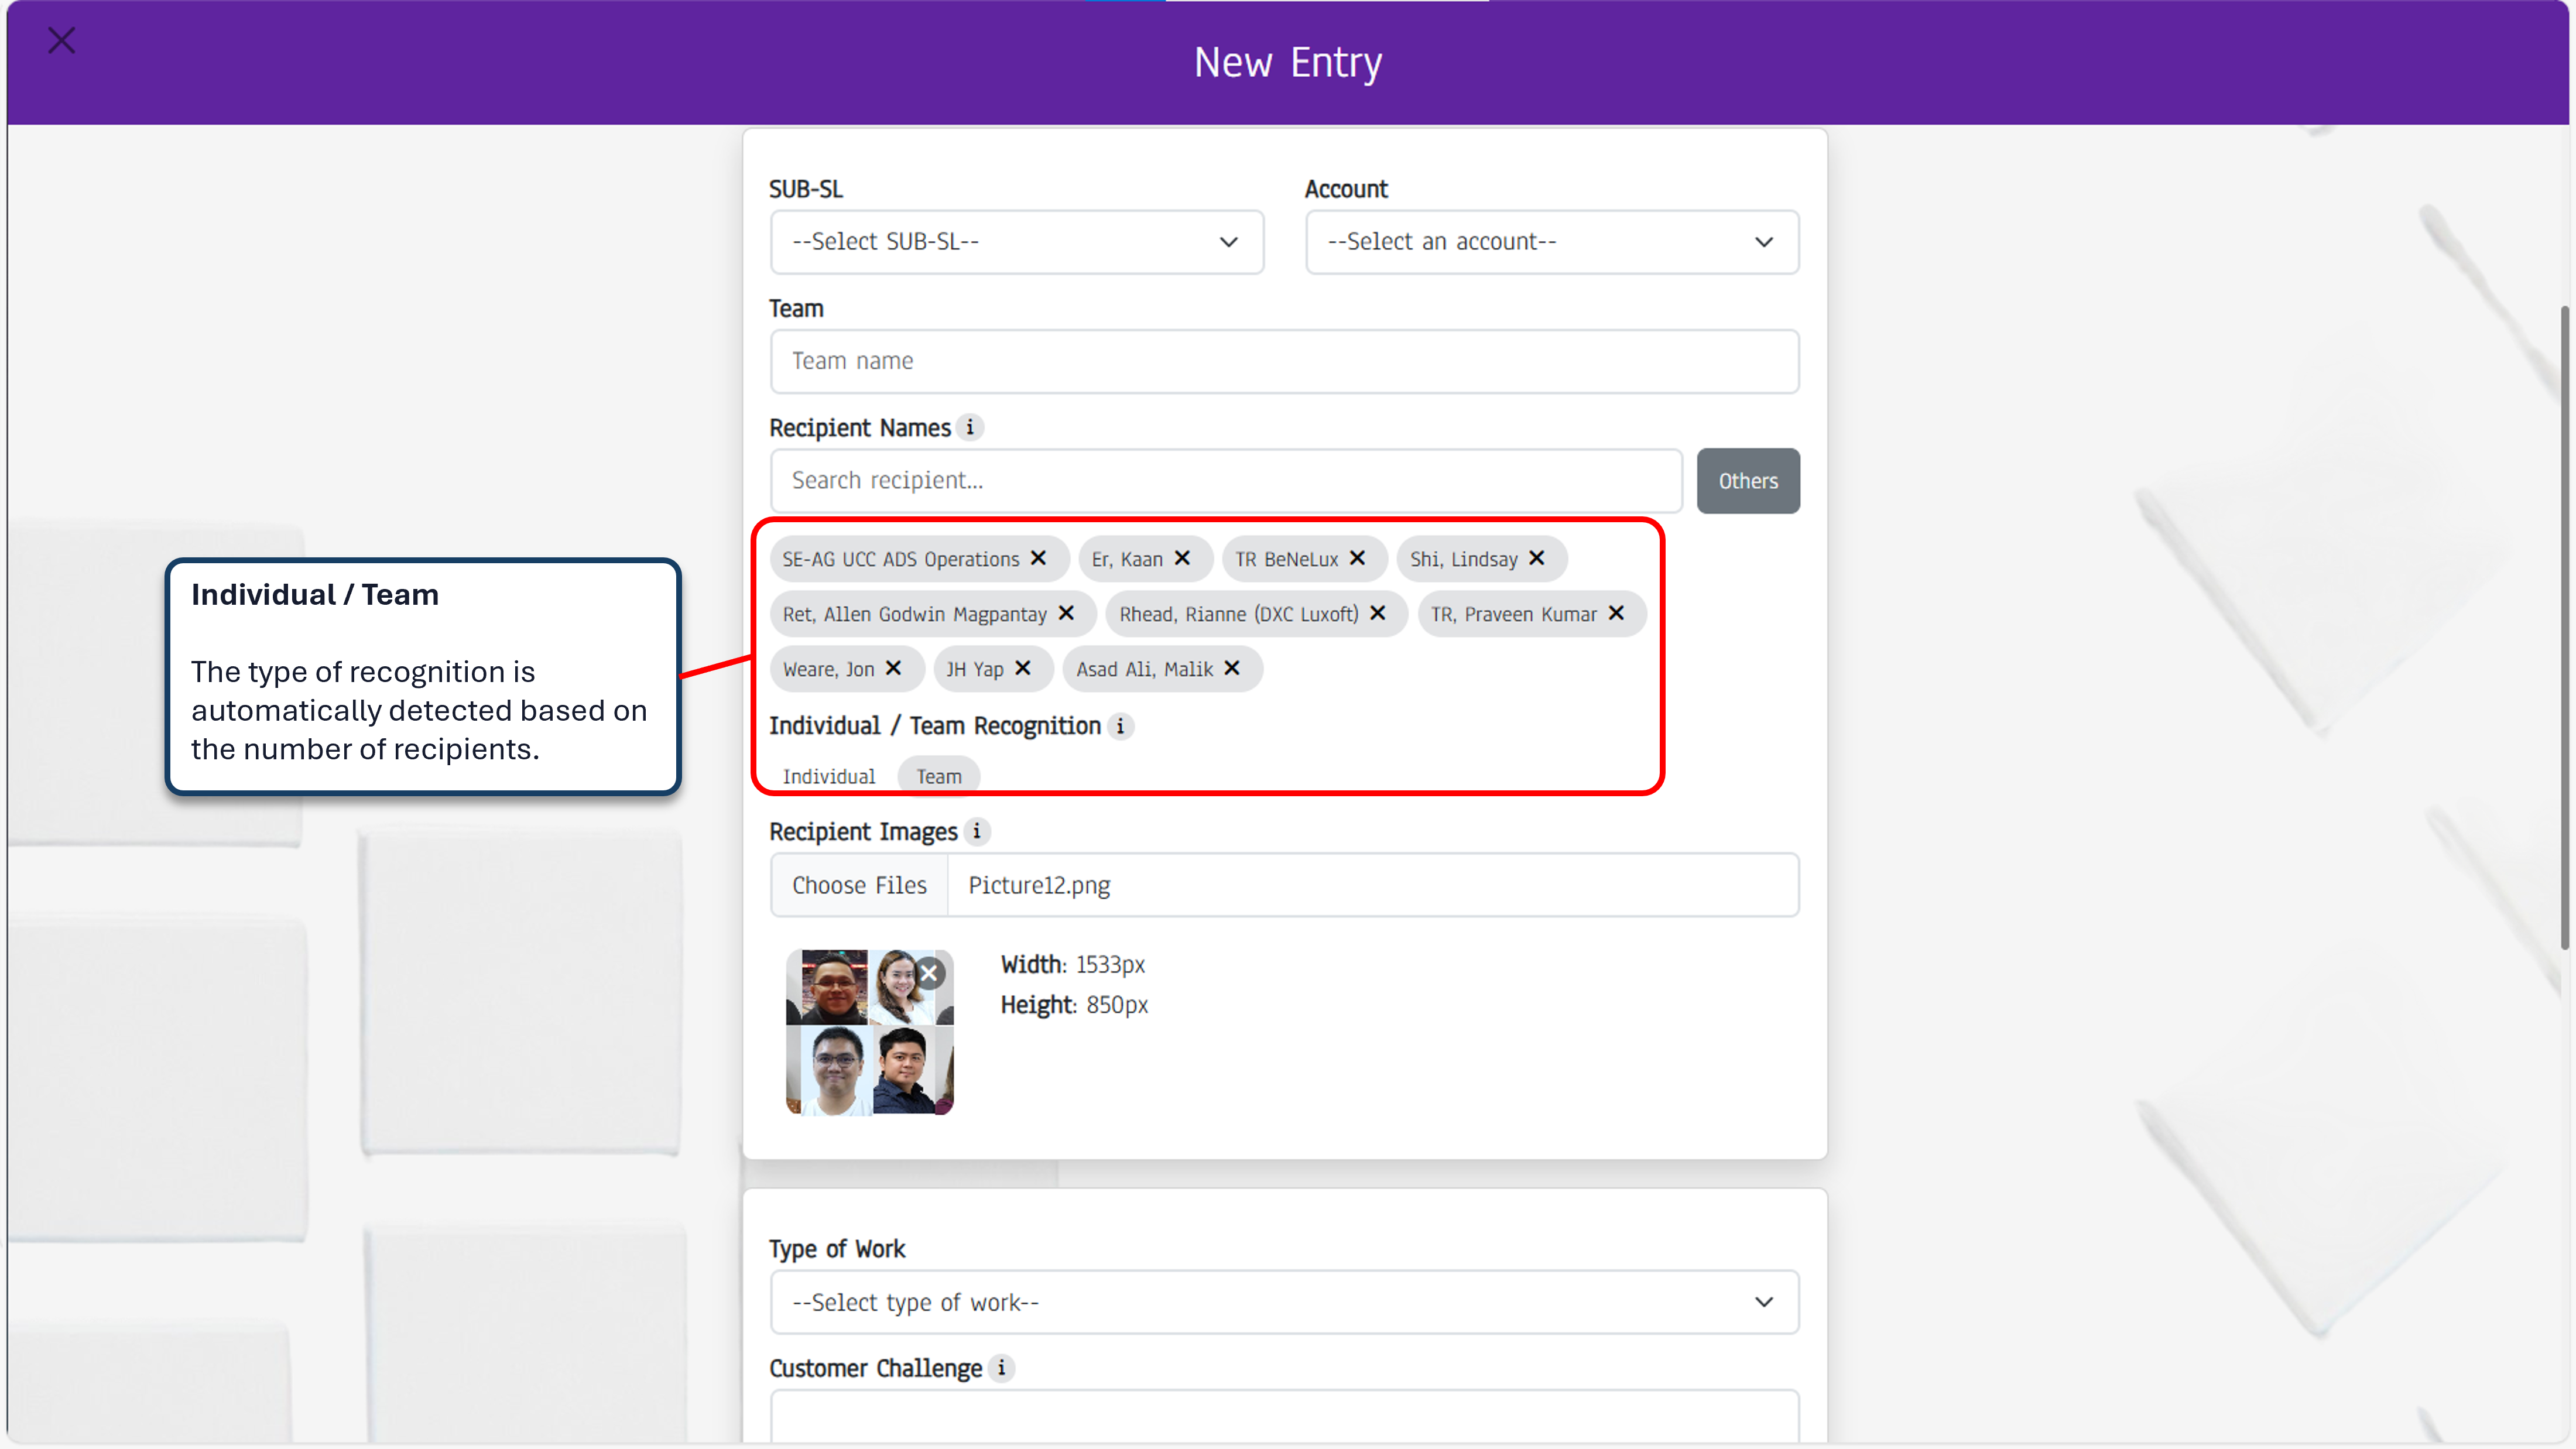 New Entry
SUB-SL
Account
--Select SUB-SL--
--Select an account--
Team
Team name
Recipient Names i
Search recipient...
Others
SE-AG UCC ADS Operations ✕ Er, Kaan ✕ TR BeNeLux ✕ Shi, Lindsay ✕
Ret, Allen Godwin Magpantay ✕ Rhead, Rianne (DXC Luxoft) ✕ TR, Praveen Kumar ✕
Weare, Jon ✕ JH Yap ✕ Asad Ali, Malik ✕
Individual / Team Recognition i
Individual Team
Individual / Team
The type of recognition is
automatically detected based on
the number of recipients.
Recipient Images i
Choose Files Picture12.png
Width: 1533px
Height: 850px
Type of Work
--Select type of work--
Customer Challenge i